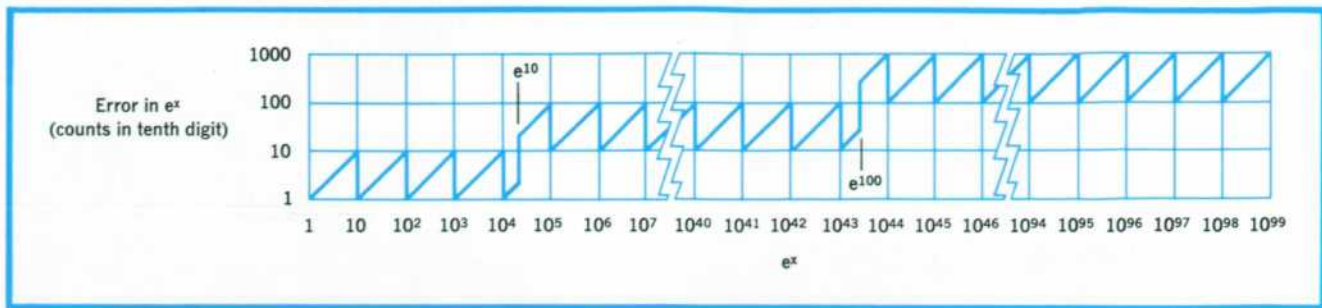 1000
e¹⁰
Error in eˣ
100
(counts in tenth digit)
10
e¹⁰⁰
1
1 10 10² 10³ 10⁴ 10⁵ 10⁶ 10⁷ 10⁴⁰ 10⁴¹ 10⁴² 10⁴³ 10⁴⁴ 10⁴⁵ 10⁴⁶ 10⁹⁴ 10⁹⁵ 10⁹⁶ 10⁹⁷ 10⁹⁸ 10⁹⁹
eˣ